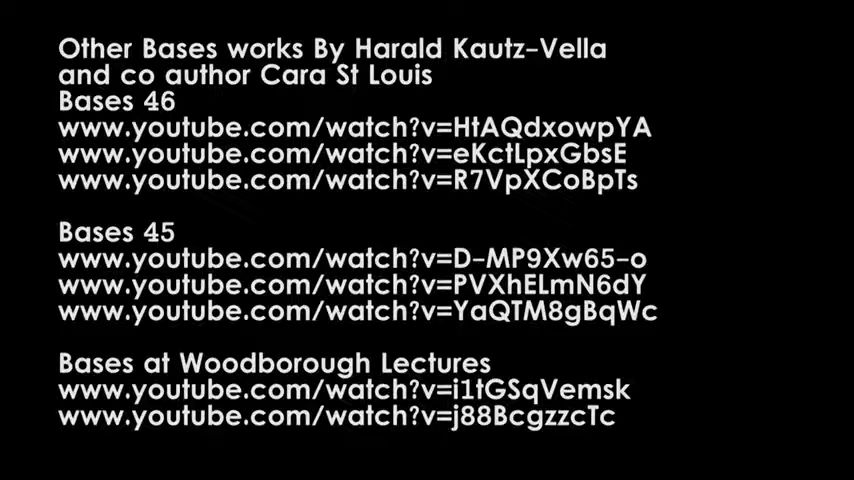 Other Bases works By Harald Kautz-Vella
and co author Cara St Louis
Bases 46
www.youtube.com/watch?v=HtAQdxowpYA
www.youtube.com/watch?v=eKctLpxGbsE
www.youtube.com/watch?v=R7VpXCoBpTs
Bases 45
www.youtube.com/watch?v=D-MP9Xw65-o
www.youtube.com/watch?v=PVXhELmN6dY
www.youtube.com/watch?v=YaQTM8gBqWc
Bases at Woodborough Lectures
www.youtube.com/watch?v=i1tGSqVemsk
www.youtube.com/watch?v=j88BcgzzcTc